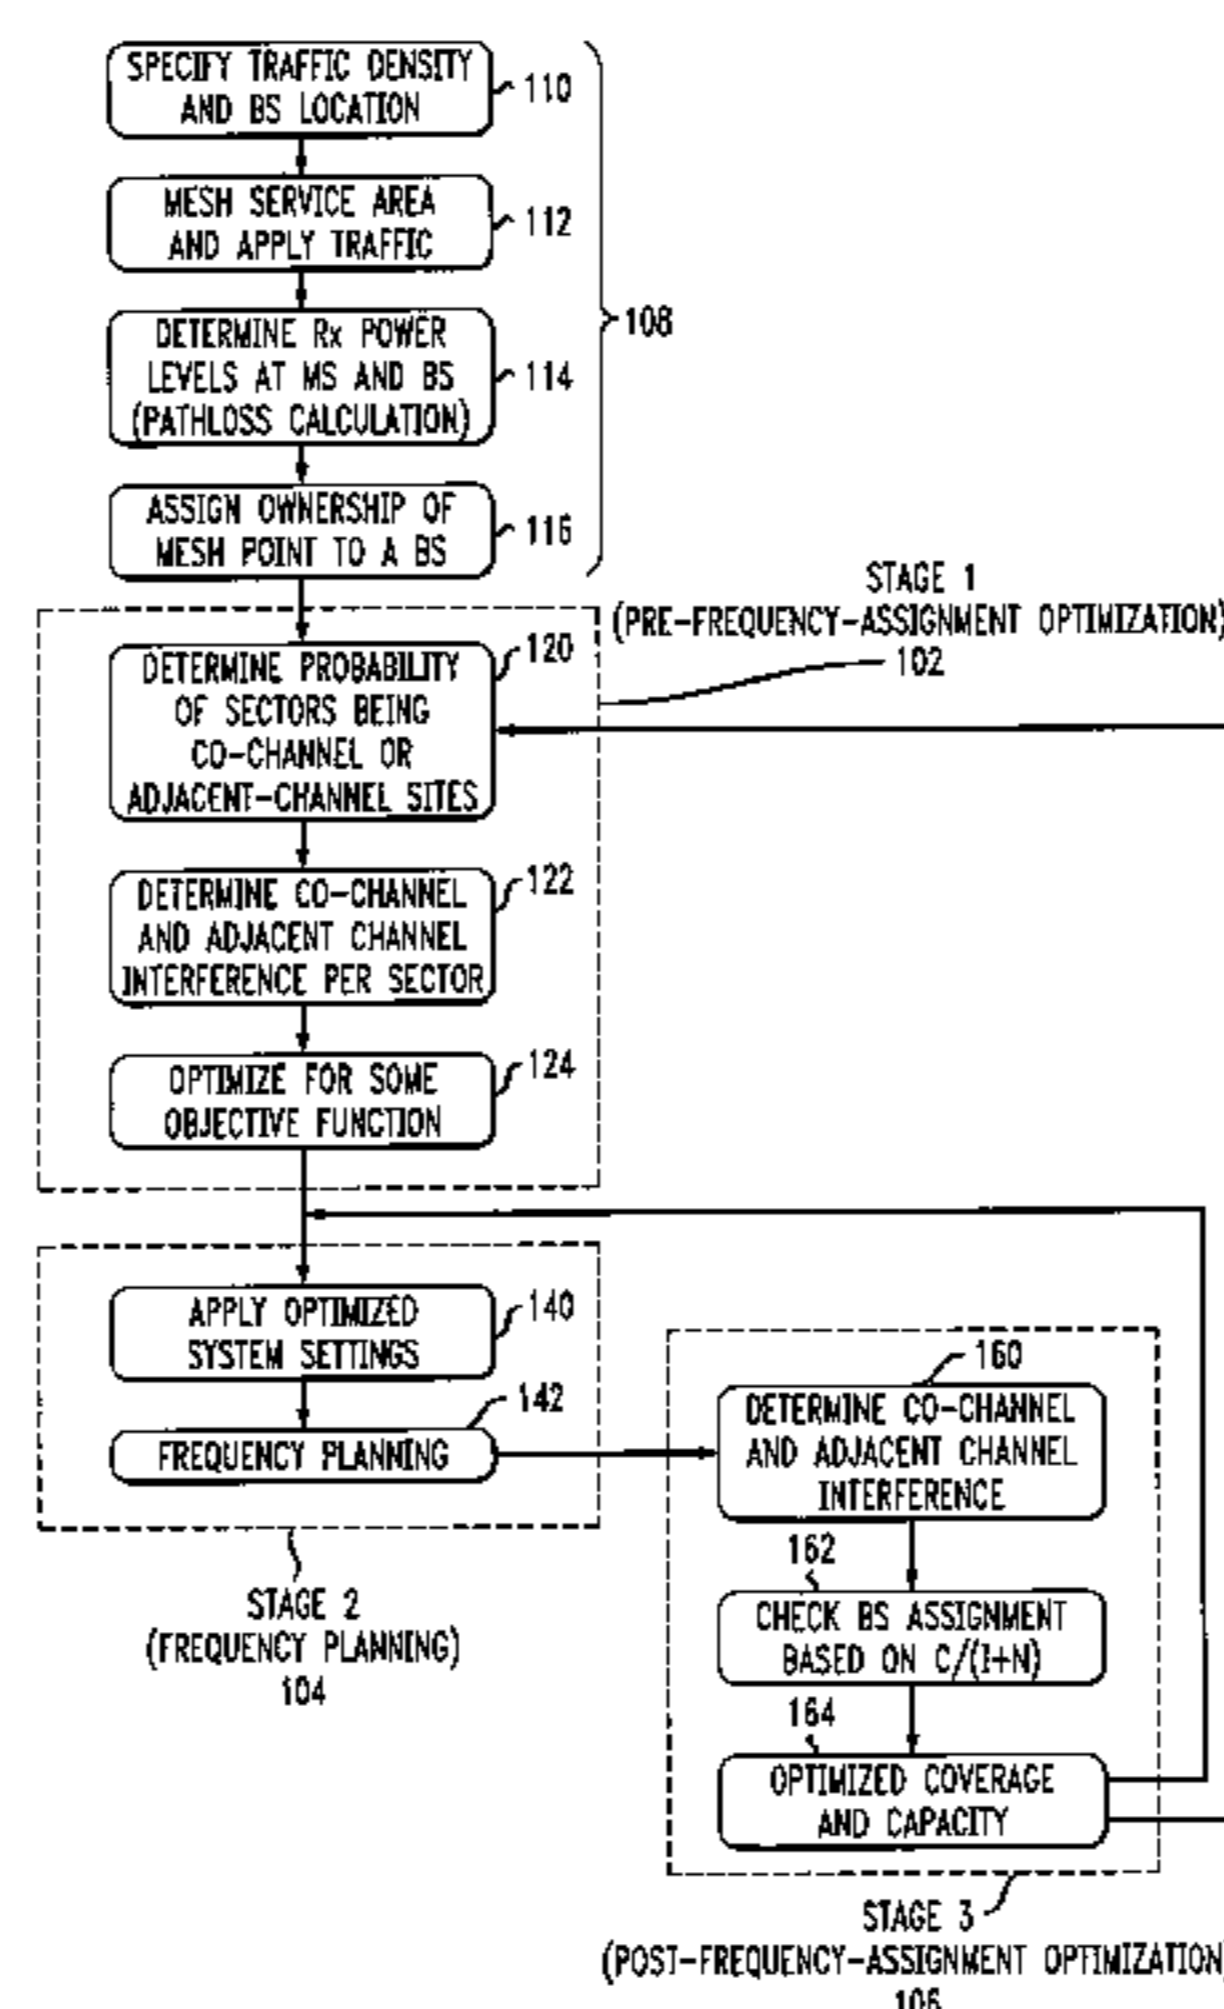 SPECIFY TRAFFIC DENSITY
AND BS LOCATION
110
MESH SERVICE AREA
AND APPLY TRAFFIC
112
DETERMINE Rx POWER
LEVELS AT MS AND BS
(PATHLOSS CALCULATION)
114
108
ASSIGN OWNERSHIP OF
MESH POINT TO A BS
116
STAGE 1
(PRE-FREQUENCY-ASSIGNMENT OPTIMIZATION)
102
DETERMINE PROBABILITY
OF SECTORS BEING
CO-CHANNEL OR
ADJACENT-CHANNEL SITES
120
DETERMINE CO-CHANNEL
AND ADJACENT CHANNEL
INTERFERENCE PER SECTOR
122
OPTIMIZE FOR SOME
OBJECTIVE FUNCTION
124
APPLY OPTIMIZED
SYSTEM SETTINGS
140
FREQUENCY PLANNING
142
STAGE 2
(FREQUENCY PLANNING)
104
160
DETERMINE CO-CHANNEL
AND ADJACENT CHANNEL
INTERFERENCE
162
CHECK BS ASSIGNMENT
BASED ON C/(I+N)
164
OPTIMIZED COVERAGE
AND CAPACITY
STAGE 3
(POST-FREQUENCY-ASSIGNMENT OPTIMIZATION)
106